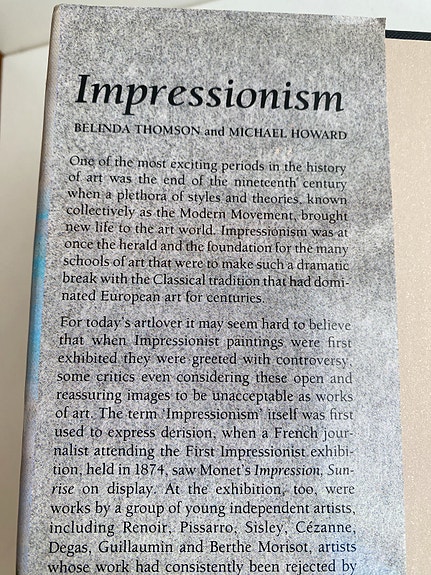 Impressionism
BELINDA THOMSON and MICHAEL HOWARD
One of the most exciting periods in the history
of art was the end of the nineteenth century
when a plethora of styles and theories, known
collectively as the Modern Movement, brought
new life to the art world. Impressionism was at
once the herald and the foundation for the many
schools of art that were to make such a dramatic
break with the Classical tradition that had domi-
nated European art for centuries.
For today's artlover it may seem hard to believe
that when Impressionist paintings were first
exhibited they were greeted with controversy,
some critics even considering these open and
reassuring images to be unacceptable as works
of art. The term 'Impressionism' itself was first
used to express derision, when a French jour-
nalist attending the First Impressionist exhibi-
tion, held in 1874, saw Monet's Impression, Sun-
rise on display. At the exhibition, too, were
works by a group of young independent artists,
including Renoir, Pissarro, Sisley, Cézanne,
Degas, Guillaumin and Berthe Morisot, artists
whose work had consistently been rejected by